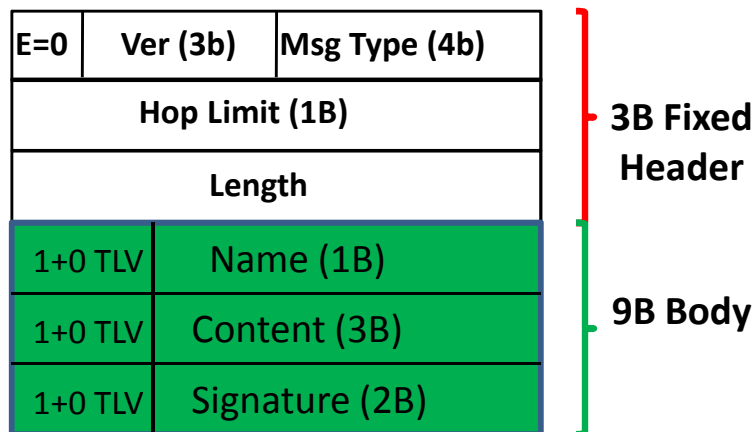 E=0 Ver (3b) Msg Type (4b)
Hop Limit (1B)
Length
3B Fixed
Header
1+0 TLV Name (1B)
1+0 TLV Content (3B)
1+0 TLV Signature (2B)
9B Body